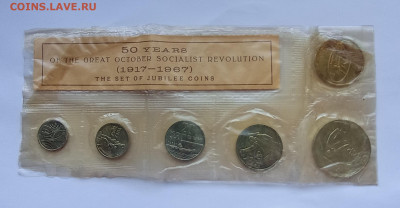 COINS.LAVE.RU
50 YEARS
OF THE GREAT OCTOBER SOCIALIST REVOLUTION
(1917-1967)
THE SET OF JUBILEE COINS